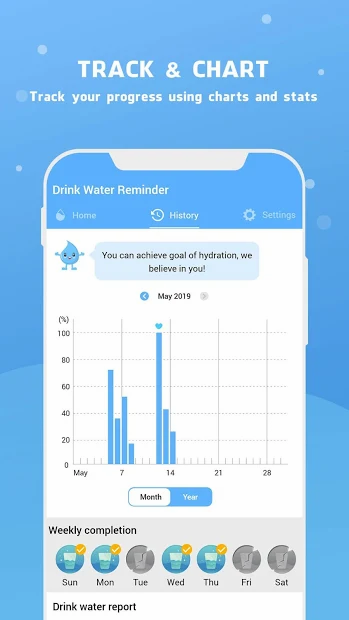 TRACK & CHART
Track your progress using charts and stats
Drink Water Reminder
Home History Settings
You can achieve goal of hydration, we
believe in you!
May 2019
(%)
100
80
60
40
20
0
May 7 14 21 28
Month Year
Weekly completion
Sun Mon Tue Wed Thu Fri Sat
Drink water report